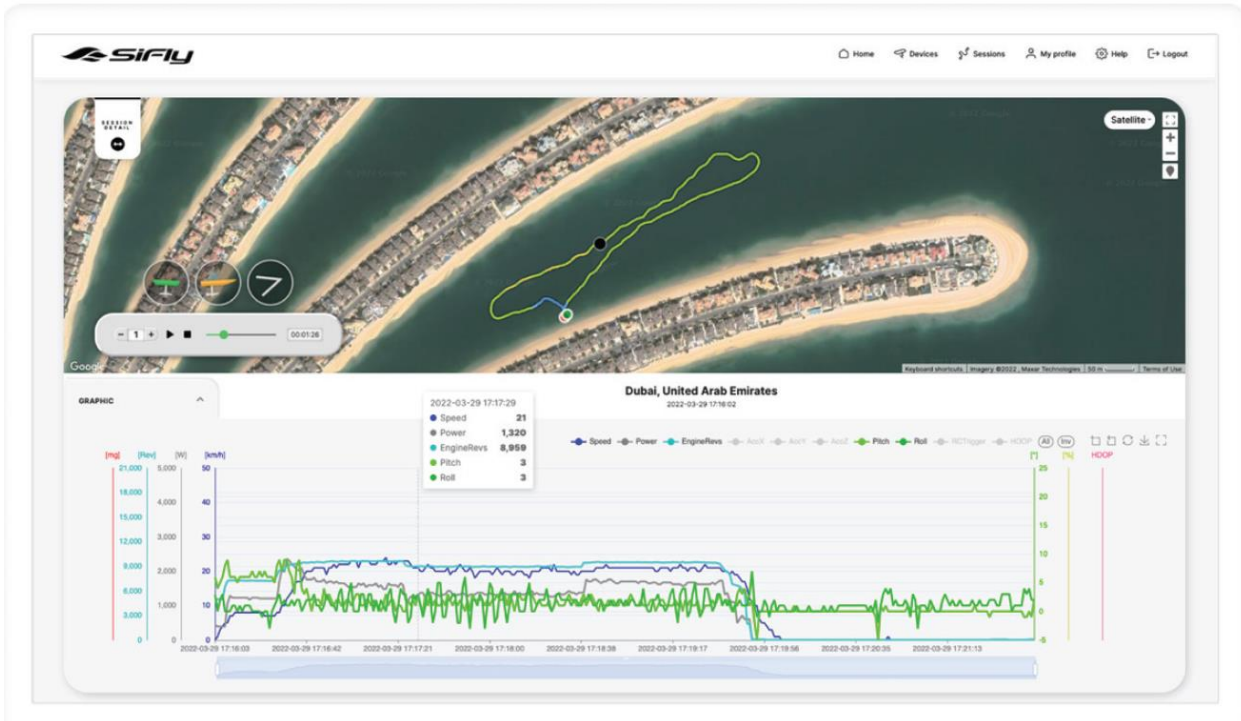 SiFly
Home Devices Sessions My profile Help Logout
SESSION
DETAIL
Satellite
+
−
− 1 + 00:01:26
Google
Keyboard shortcuts Imagery ©2022 , Maxar Technologies 50 m Terms of Use
GRAPHIC
Dubai, United Arab Emirates
2022-03-29 17:16:02
2022-03-29 17:17:29
Speed 21
Power 1,320
EngineRevs 8,959
Pitch 3
Roll 3
Speed Power EngineRevs AccX AccY AccZ Pitch Roll RCTrigger HDOP All Inv
[mg] [Rev] [W] [km/h] [°] [%] HDOP
21,000 5,000 50 25
18,000 4,000 40 20
15,000 3,000 30 15
12,000 2,000 20 10
9,000 1,000 10 5
6,000 0 0 0
3,000 -5
0
2022-03-29 17:16:03 2022-03-29 17:16:42 2022-03-29 17:17:21 2022-03-29 17:18:00 2022-03-29 17:18:38 2022-03-29 17:19:17 2022-03-29 17:19:56 2022-03-29 17:20:35 2022-03-29 17:21:13